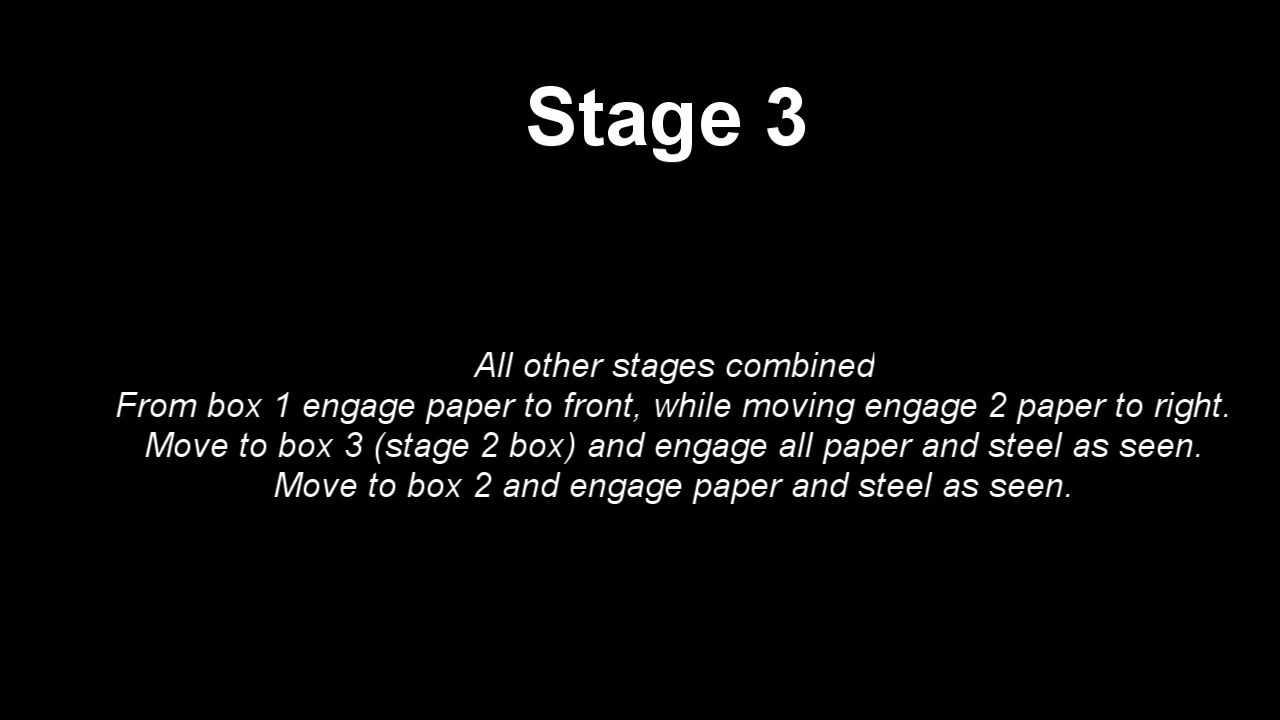 Stage 3
All other stages combined
From box 1 engage paper to front, while moving engage 2 paper to right.
Move to box 3 (stage 2 box) and engage all paper and steel as seen.
Move to box 2 and engage paper and steel as seen.